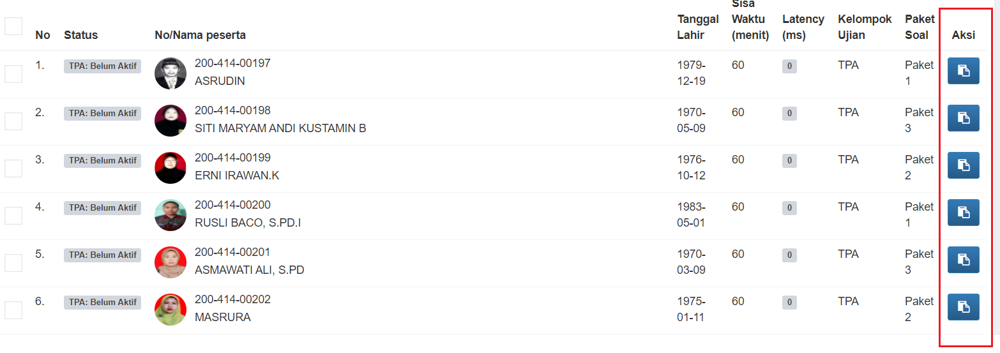 Sisa
Tanggal Waktu Latency Kelompok Paket
No Status No/Nama peserta Lahir (menit) (ms) Ujian Soal Aksi
1. TPA: Belum Aktif 200-414-00197 1979- 60 0 TPA Paket
ASRUDIN 12-19 1
2. TPA: Belum Aktif 200-414-00198 1970- 60 0 TPA Paket
SITI MARYAM ANDI KUSTAMIN B 05-09 3
3. TPA: Belum Aktif 200-414-00199 1976- 60 0 TPA Paket
ERNI IRAWAN.K 10-12 2
4. TPA: Belum Aktif 200-414-00200 1983- 60 0 TPA Paket
RUSLI BACO, S.PD.I 05-01 1
5. TPA: Belum Aktif 200-414-00201 1970- 60 0 TPA Paket
ASMAWATI ALI, S.PD 03-09 3
6. TPA: Belum Aktif 200-414-00202 1975- 60 0 TPA Paket
MASRURA 01-11 2